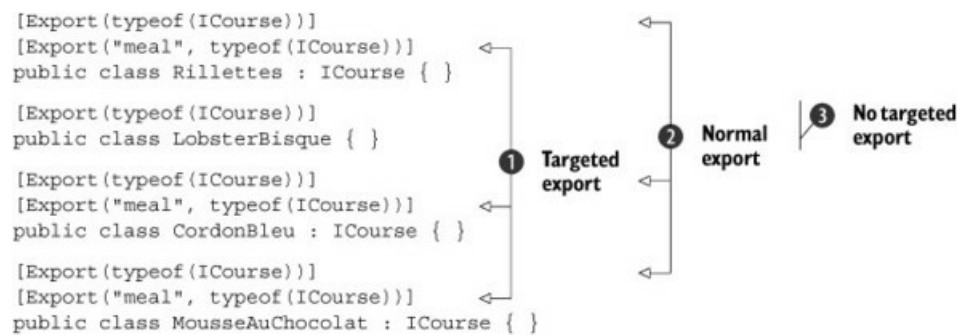 [Export(typeof(ICourse))]
[Export("meal", typeof(ICourse))]
public class Rillettes : ICourse { }
[Export(typeof(ICourse))]
public class LobsterBisque { }
[Export(typeof(ICourse))]
[Export("meal", typeof(ICourse))]
public class CordonBleu : ICourse { }
[Export(typeof(ICourse))]
[Export("meal", typeof(ICourse))]
public class MousseAuChocolat : ICourse { }
1 Targeted
export
2 Normal
export
3 No targeted
export